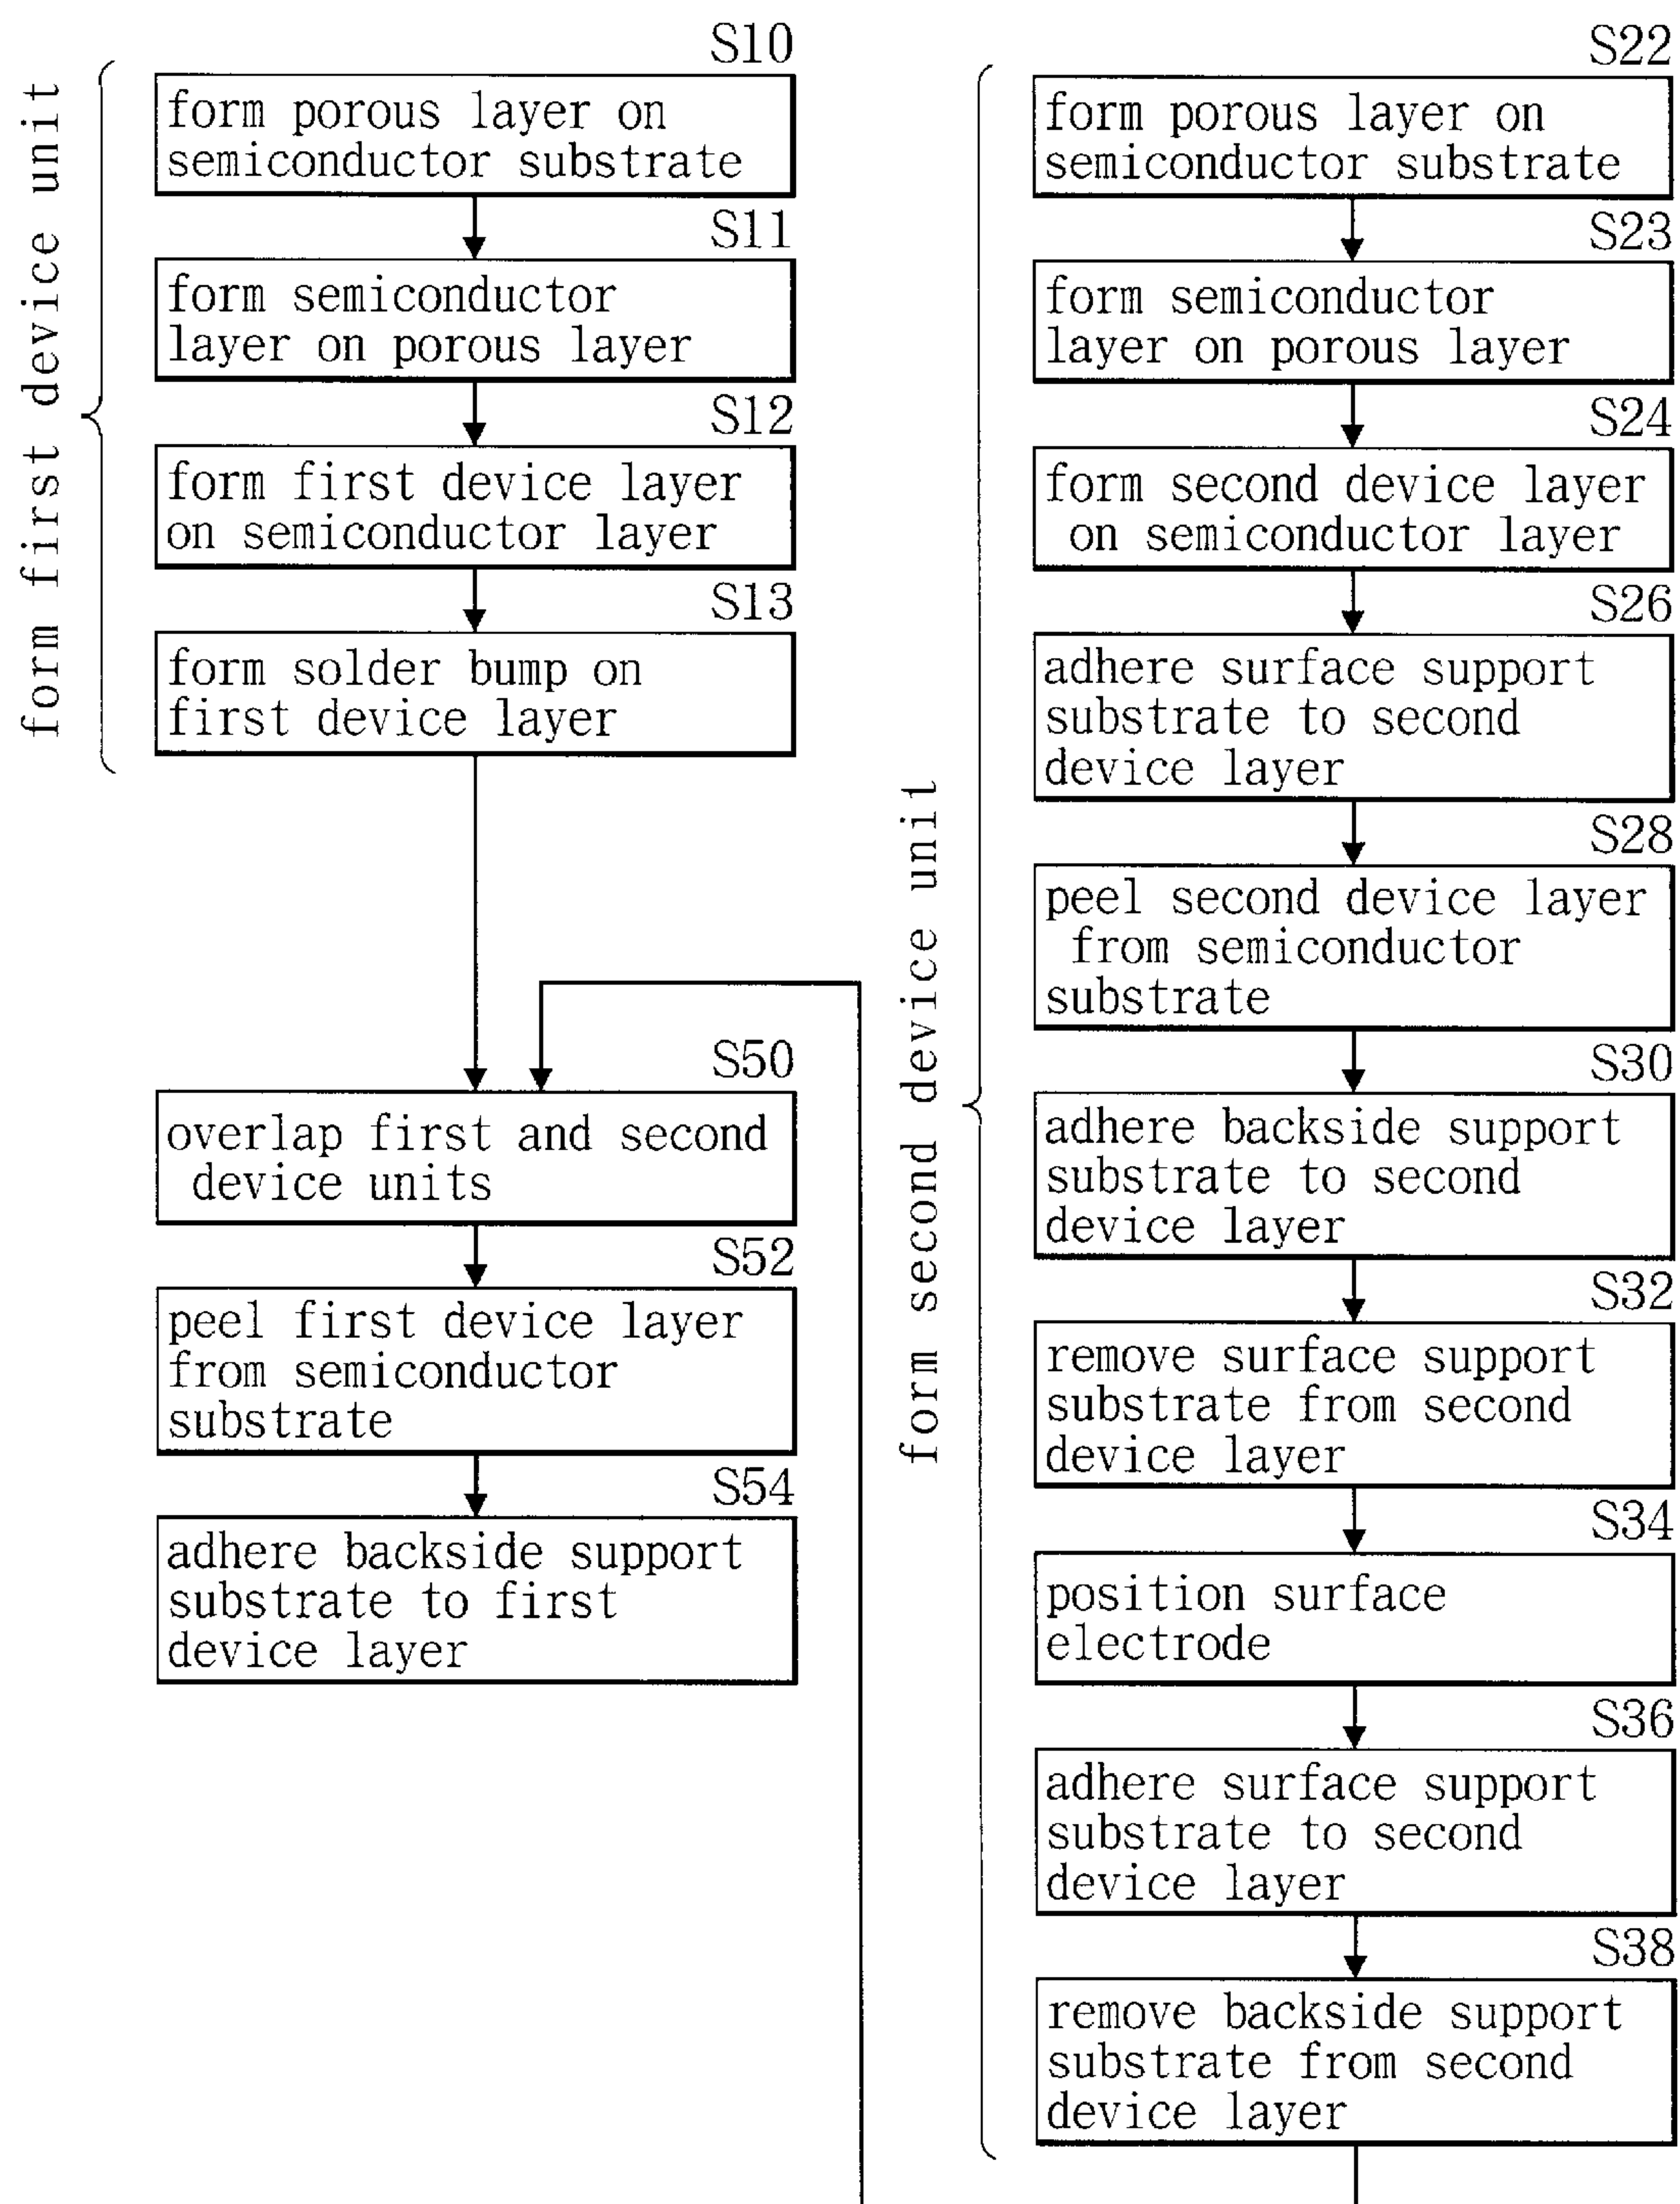 form first device unit
S10
form porous layer on
semiconductor substrate
S11
form semiconductor
layer on porous layer
S12
form first device layer
on semiconductor layer
S13
form solder bump on
first device layer
S50
overlap first and second
device units
S52
peel first device layer
from semiconductor
substrate
S54
adhere backside support
substrate to first
device layer
form second device unit
S22
form porous layer on
semiconductor substrate
S23
form semiconductor
layer on porous layer
S24
form second device layer
on semiconductor layer
S26
adhere surface support
substrate to second
device layer
S28
peel second device layer
from semiconductor
substrate
S30
adhere backside support
substrate to second
device layer
S32
remove surface support
substrate from second
device layer
S34
position surface
electrode
S36
adhere surface support
substrate to second
device layer
S38
remove backside support
substrate from second
device layer